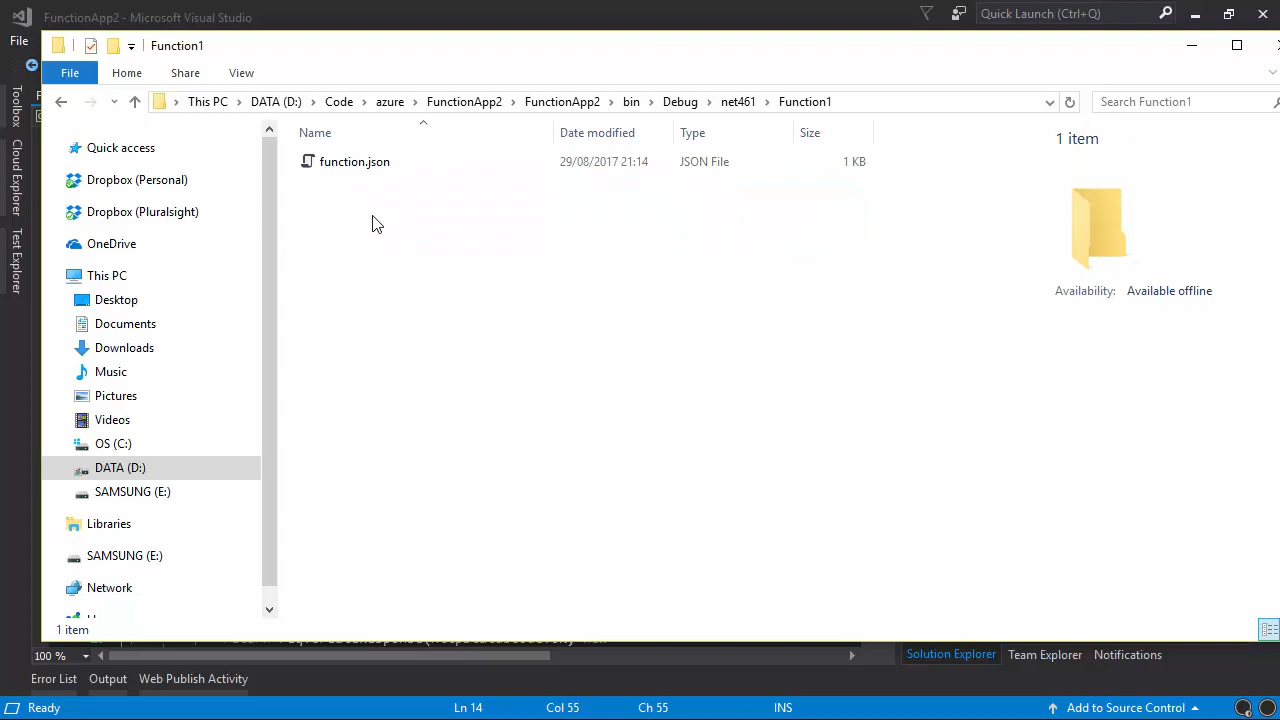 FunctionApp2 - Microsoft Visual Studio
Quick Launch (Ctrl+Q)
File
Function1
File Home Share View
This PC DATA (D:) Code azure FunctionApp2 FunctionApp2 bin Debug net461 Function1
Search Function1
Toolbox
Cloud Explorer
Test Explorer
Name Date modified Type Size
function.json 29/08/2017 21:14 JSON File 1 KB
1 item
Availability: Available offline
Quick access
Dropbox (Personal)
Dropbox (Pluralsight)
OneDrive
This PC
Desktop
Documents
Downloads
Music
Pictures
Videos
OS (C:)
DATA (D:)
SAMSUNG (E:)
Libraries
SAMSUNG (E:)
Network
1 item
100 %
Solution Explorer Team Explorer Notifications
Error List Output Web Publish Activity
Ready Ln 14 Col 55 Ch 55 INS Add to Source Control